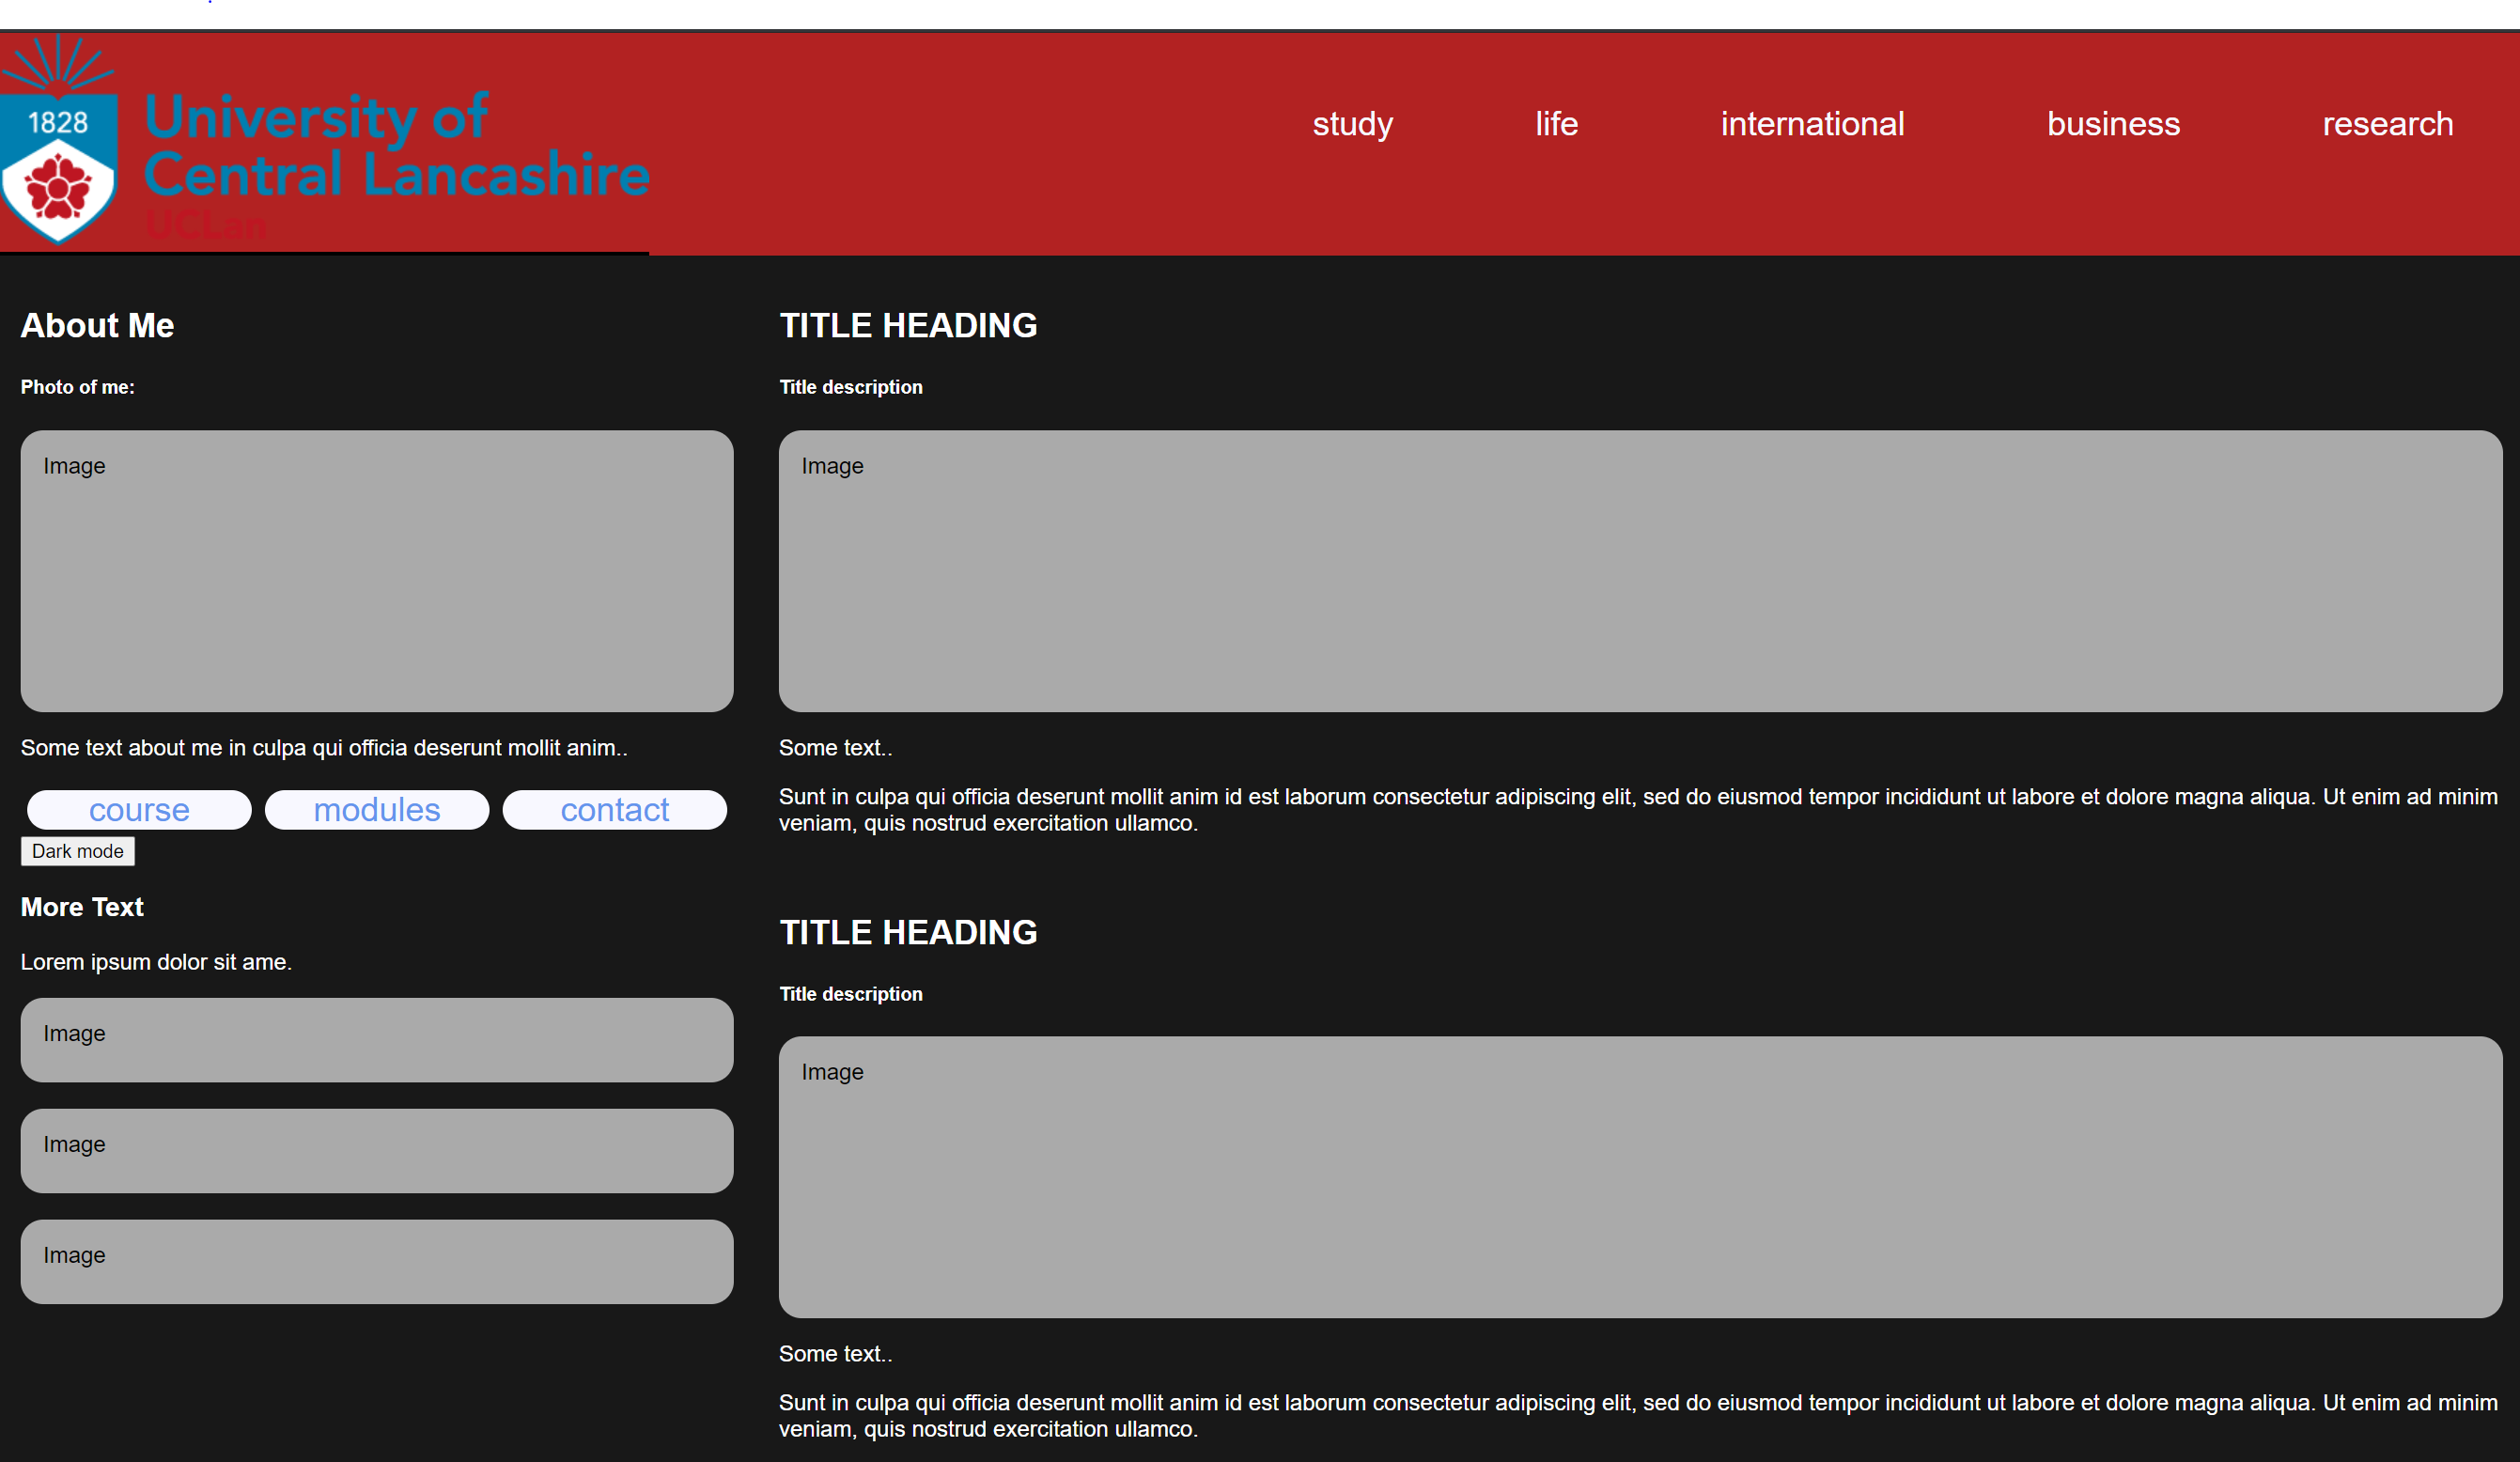 1828
University of
Central Lancashire
UCLan
study
life
international
business
research
About Me
Photo of me:
Image
Some text about me in culpa qui officia deserunt mollit anim..
course
modules
contact
Dark mode
More Text
Lorem ipsum dolor sit ame.
Image
Image
Image
TITLE HEADING
Title description
Image
Some text..
Sunt in culpa qui officia deserunt mollit anim id est laborum consectetur adipiscing elit, sed do eiusmod tempor incididunt ut labore et dolore magna aliqua. Ut enim ad minim
veniam, quis nostrud exercitation ullamco.
TITLE HEADING
Title description
Image
Some text..
Sunt in culpa qui officia deserunt mollit anim id est laborum consectetur adipiscing elit, sed do eiusmod tempor incididunt ut labore et dolore magna aliqua. Ut enim ad minim
veniam, quis nostrud exercitation ullamco.